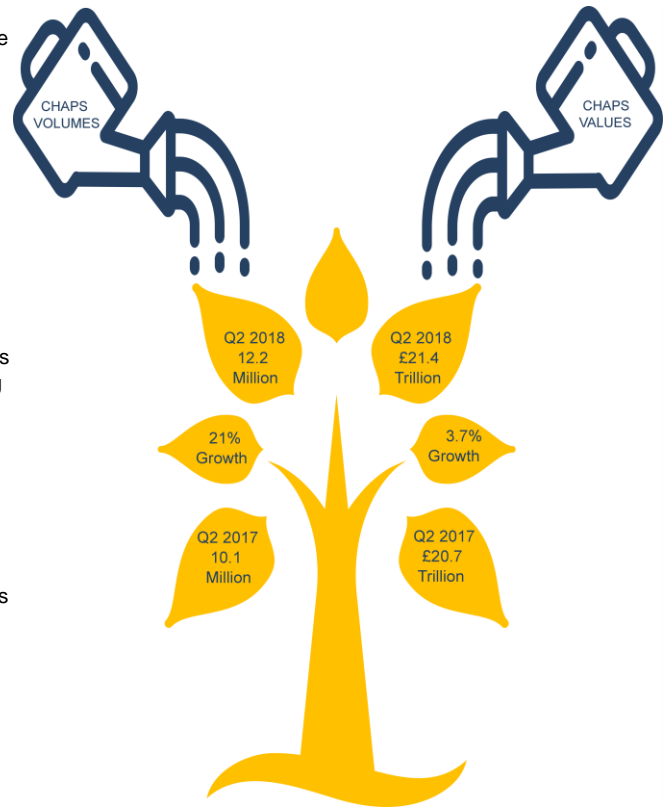 e
CHAPS
VOLUMES
CHAPS
VALUES
s
Q2 2018
12.2
Million
Q2 2018
£21.4
Trillion
21%
Growth
3.7%
Growth
Q2 2017
10.1
Million
Q2 2017
£20.7
Trillion
s